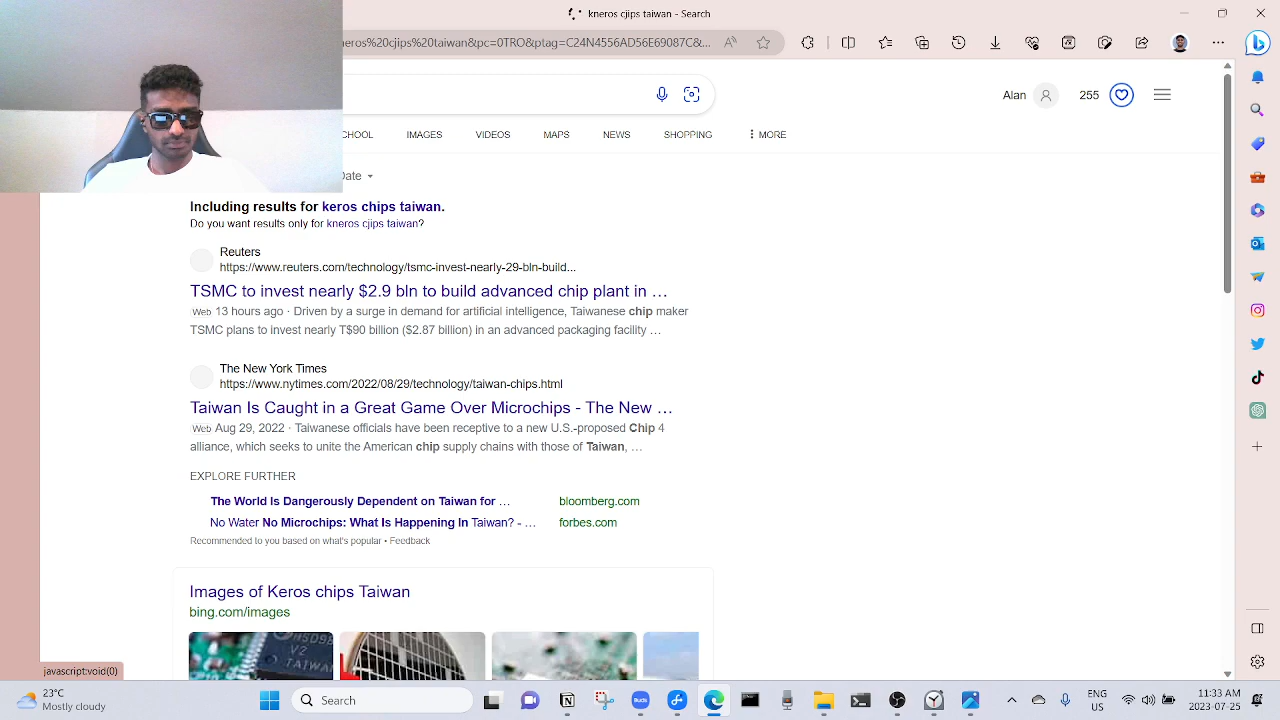 kneros cjips taiwan - Search
eros%20cjips%20taiwan&pc=0TRO&ptag=C24N4556AD56E69087C&...
Alan
255
CHOOL
IMAGES
VIDEOS
MAPS
NEWS
SHOPPING
MORE
Date
Including results for keros chips taiwan.
Do you want results only for kneros cjips taiwan?
Reuters
https://www.reuters.com/technology/tsmc-invest-nearly-29-bln-build...
TSMC to invest nearly $2.9 bln to build advanced chip plant in …
Web 13 hours ago · Driven by a surge in demand for artificial intelligence, Taiwanese chip maker
TSMC plans to invest nearly T$90 billion ($2.87 billion) in an advanced packaging facility …
The New York Times
https://www.nytimes.com/2022/08/29/technology/taiwan-chips.html
Taiwan Is Caught in a Great Game Over Microchips - The New …
Web Aug 29, 2022 · Taiwanese officials have been receptive to a new U.S.-proposed Chip 4
alliance, which seeks to unite the American chip supply chains with those of Taiwan, …
EXPLORE FURTHER
The World Is Dangerously Dependent on Taiwan for … bloomberg.com
No Water No Microchips: What Is Happening In Taiwan? - … forbes.com
Recommended to you based on what's popular • Feedback
Images of Keros chips Taiwan
bing.com/images
V2
TAIWAN
javascript:void(0)
23°C
Mostly cloudy
Search
ENG
US
11:33 AM
2023-07-25